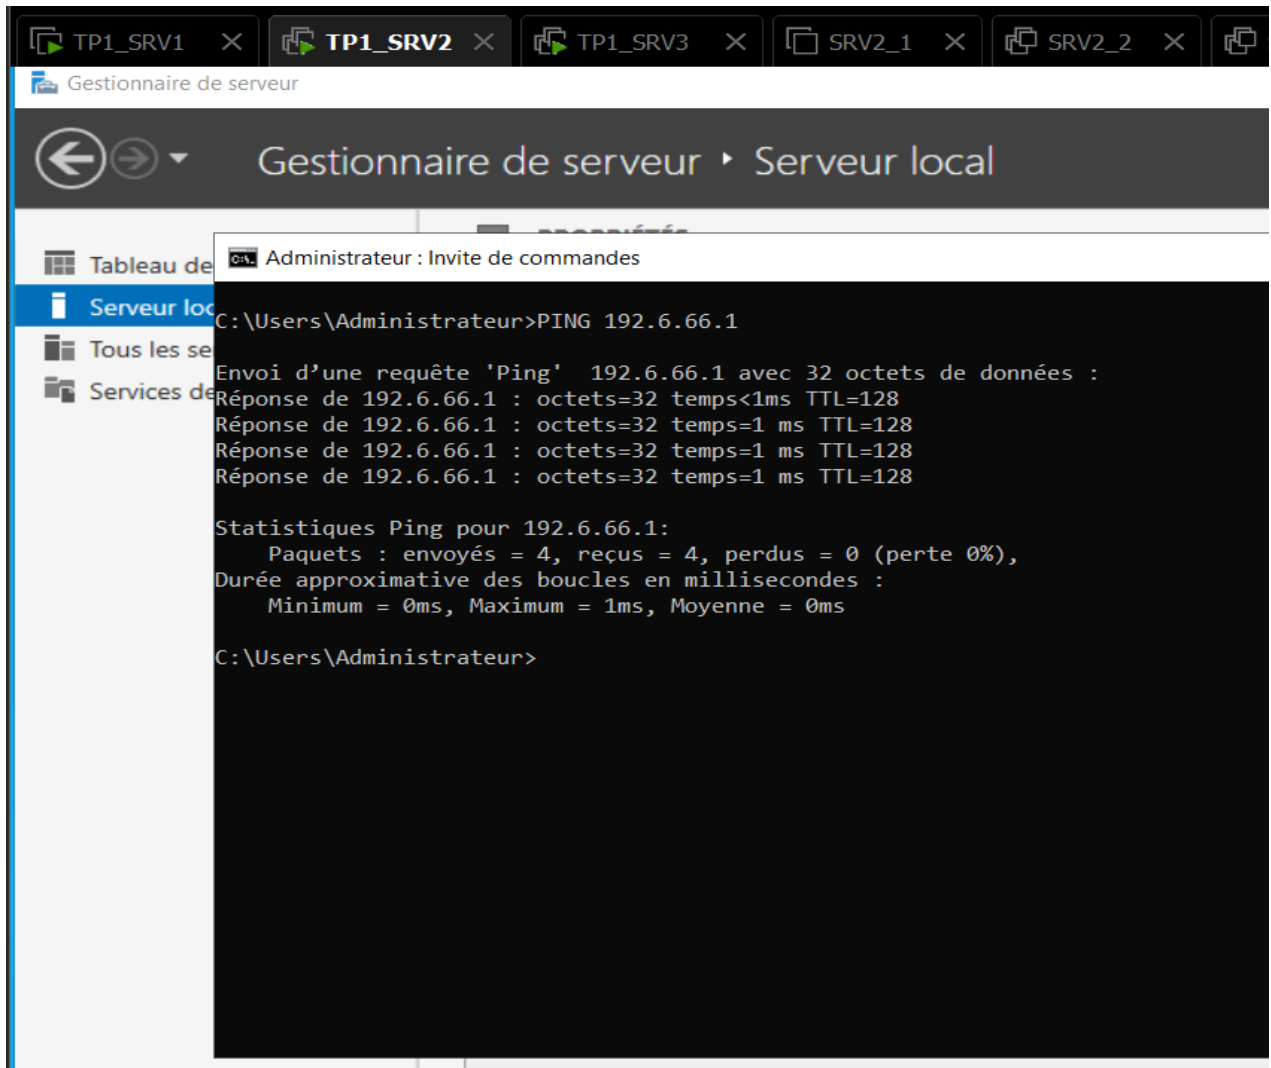 TP1_SRV1 TP1_SRV2 TP1_SRV3 SRV2_1 SRV2_2
Gestionnaire de serveur
Gestionnaire de serveur ‣ Serveur local
PROPRIÉTÉS
Tableau de
Serveur loc
Tous les se
Services de
Administrateur : Invite de commandes
C:\Users\Administrateur>PING 192.6.66.1
Envoi d’une requête 'Ping'  192.6.66.1 avec 32 octets de données :
Réponse de 192.6.66.1 : octets=32 temps<1ms TTL=128
Réponse de 192.6.66.1 : octets=32 temps=1 ms TTL=128
Réponse de 192.6.66.1 : octets=32 temps=1 ms TTL=128
Réponse de 192.6.66.1 : octets=32 temps=1 ms TTL=128
Statistiques Ping pour 192.6.66.1:
    Paquets : envoyés = 4, reçus = 4, perdus = 0 (perte 0%),
Durée approximative des boucles en millisecondes :
    Minimum = 0ms, Maximum = 1ms, Moyenne = 0ms
C:\Users\Administrateur>